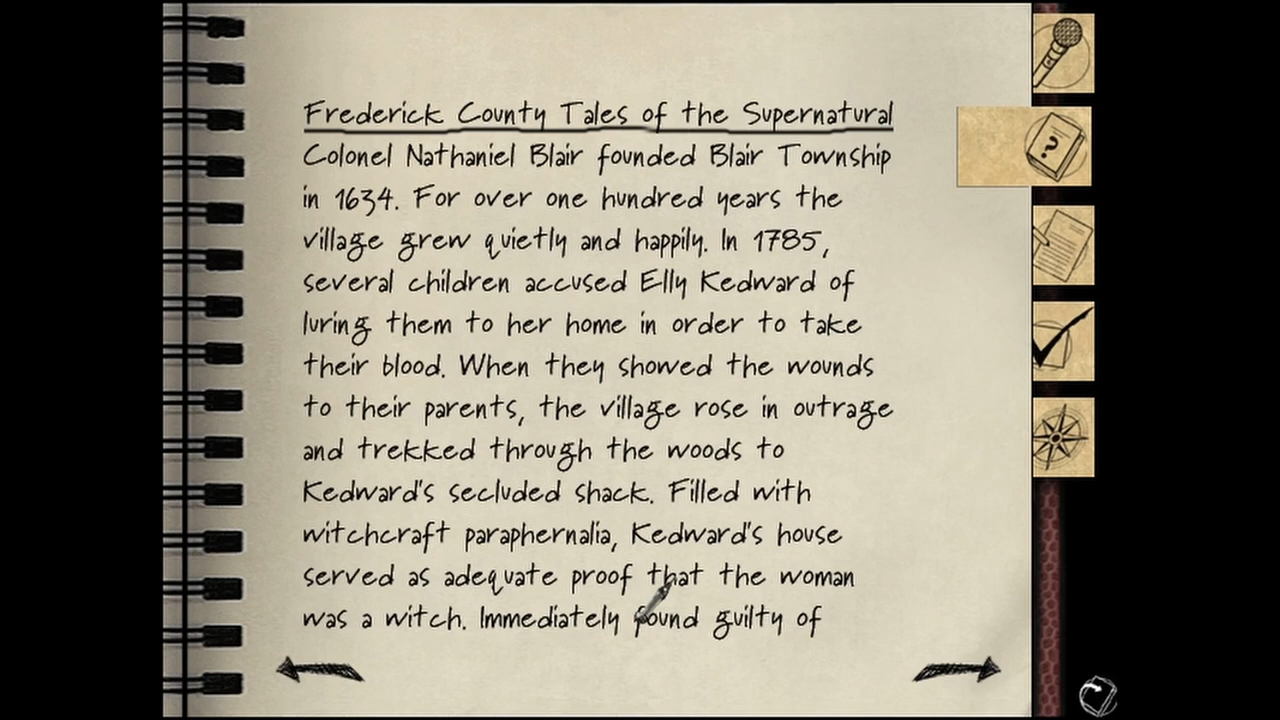 Frederick County Tales of the Supernatural
Colonel Nathaniel Blair founded Blair Township
in 1634. For over one hundred years the
village grew quietly and happily. In 1785,
several children accused Elly Kedward of
luring them to her home in order to take
their blood. When they showed the wounds
to their parents, the village rose in outrage
and trekked through the woods to
Kedward's secluded shack. Filled with
witchcraft paraphernalia, Kedward's house
served as adequate proof that the woman
was a witch. Immediately found guilty of
?